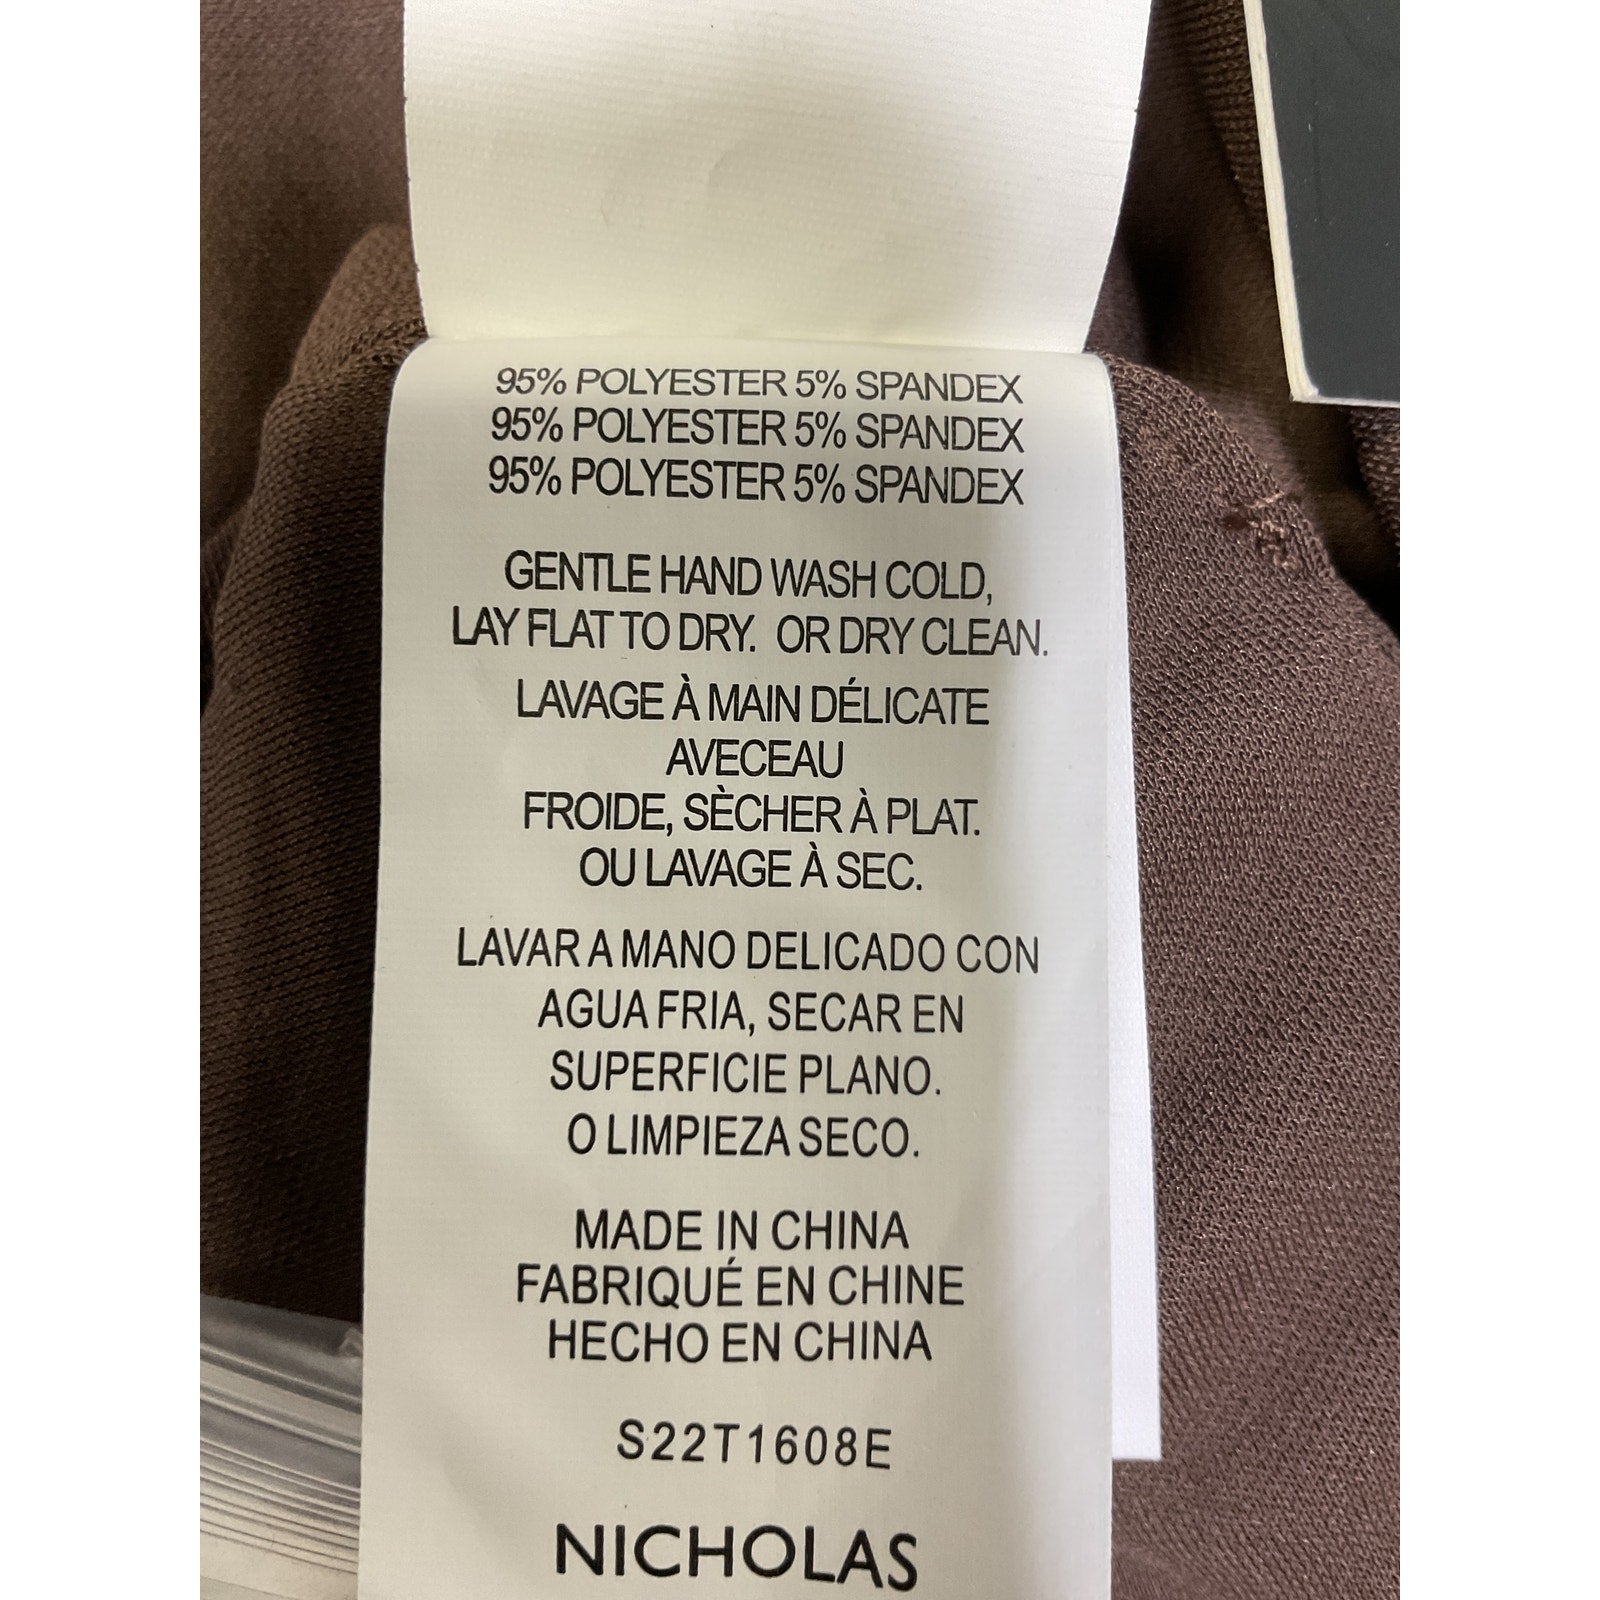 95% POLYESTER 5% SPANDEX
95% POLYESTER 5% SPANDEX
95% POLYESTER 5% SPANDEX
GENTLE HAND WASH COLD,
LAY FLAT TO DRY. OR DRY CLEAN.
LAVAGE À MAIN DÉLICATE
AVECEAU
FROIDE, SÈCHER À PLAT.
OU LAVAGE À SEC.
LAVAR A MANO DELICADO CON
AGUA FRIA, SECAR EN
SUPERFICIE PLANO.
O LIMPIEZA SECO.
MADE IN CHINA
FABRIQUÉ EN CHINE
HECHO EN CHINA
S22T1608E
NICHOLAS